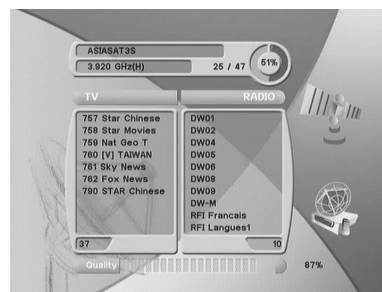 ASIASAT3S
3.920 GHz(H)
25 / 47
51%
TV
RADIO
757 Star Chinese
758 Star Movies
759 Nat Geo T
760 [V] TAIWAN
761 Sky News
762 Fox News
790 STAR Chinese
37
DW01
DW02
DW04
DW05
DW06
DW08
DW09
DW-M
RFI Francais
RFI Langues1
10
Quality
87%